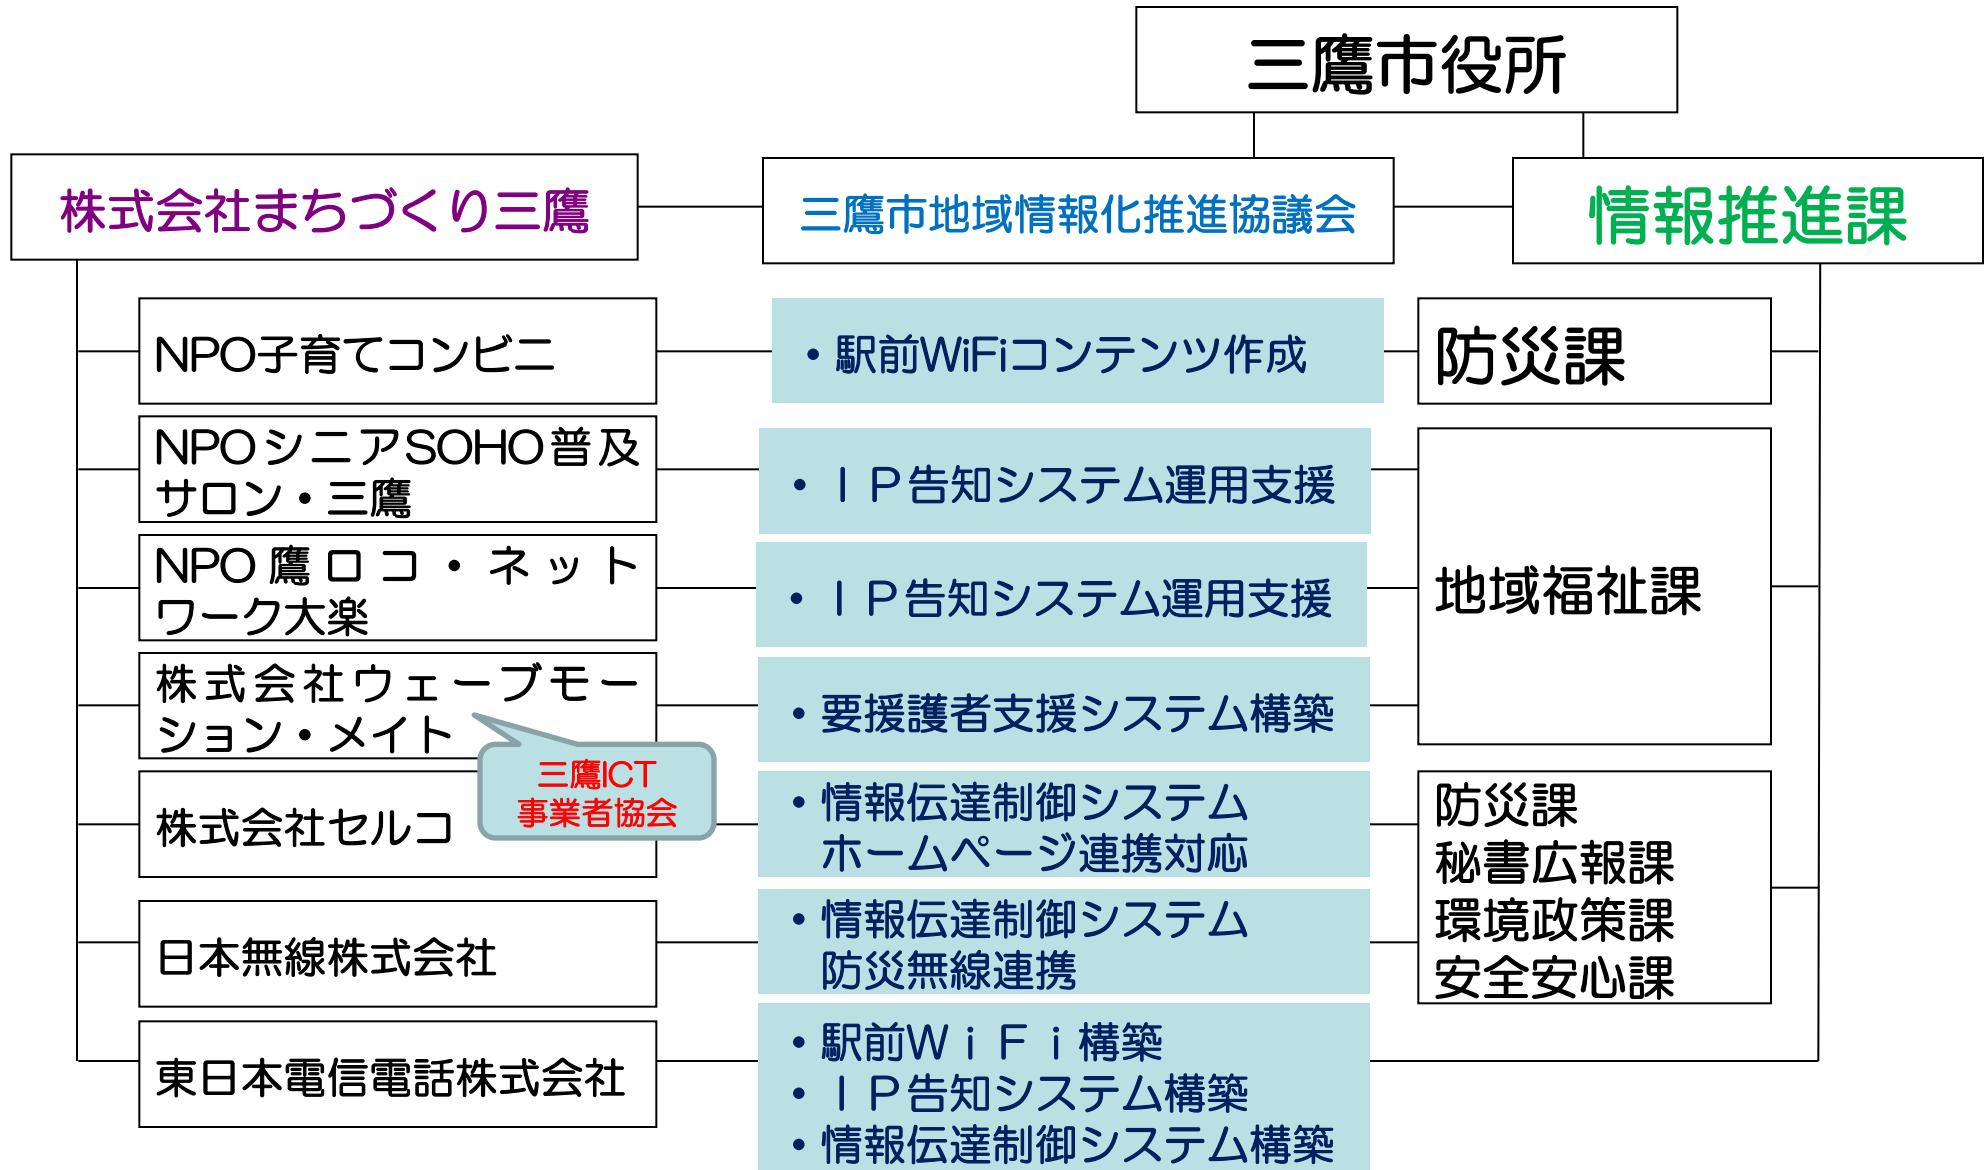 三鷹市役所
株式会社まちづくり三鷹
三鷹市地域情報化推進協議会
情報推進課
NPO子育てコンビニ
・駅前WiFiコンテンツ作成
防災課
NPOシニアSOHO普及
サロン・三鷹
・ＩＰ告知システム運用支援
地域福祉課
NPO鷹ロコ・ネット
ワーク大楽
・ＩＰ告知システム運用支援
株式会社ウェーブモー
ション・メイト
・要援護者支援システム構築
三鷹ICT
事業者協会
株式会社セルコ
・情報伝達制御システム
ホームページ連携対応
防災課
秘書広報課
環境政策課
安全安心課
日本無線株式会社
・情報伝達制御システム
防災無線連携
東日本電信電話株式会社
・駅前ＷｉＦｉ構築
・ＩＰ告知システム構築
・情報伝達制御システム構築